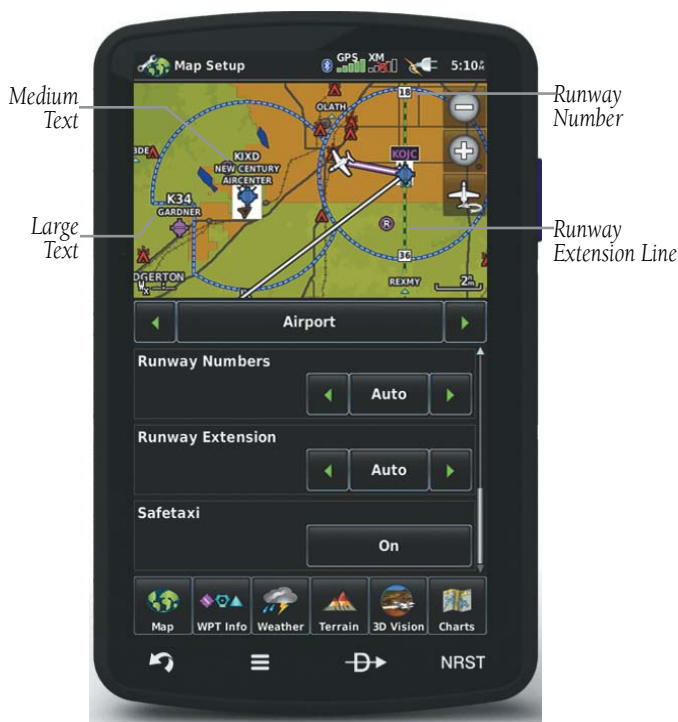 Map Setup
GPS
XM
5:10
Medium
Text
Large
Text
Runway
Number
Runway
Extension Line
18
OLATH
KIXD
NEW CENTURY
AIRCENTER
KOJC
K34
GARDNER
R
36
DGERTON
REXMY
Airport
Runway Numbers
Auto
Runway Extension
Auto
Safetaxi
On
Map
WPT Info
Weather
Terrain
3D Vision
Charts
D
NRST